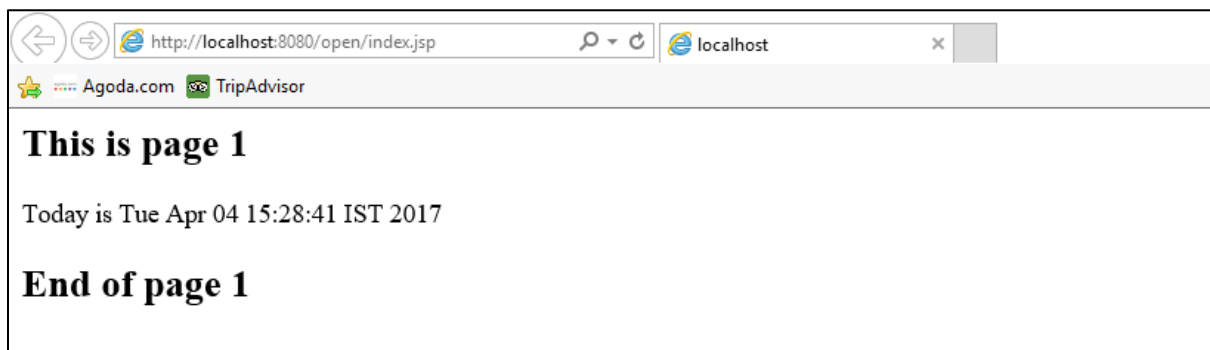 http://localhost:8080/open/index.jsp localhost
Agoda.com TripAdvisor
This is page 1
Today is Tue Apr 04 15:28:41 IST 2017
End of page 1